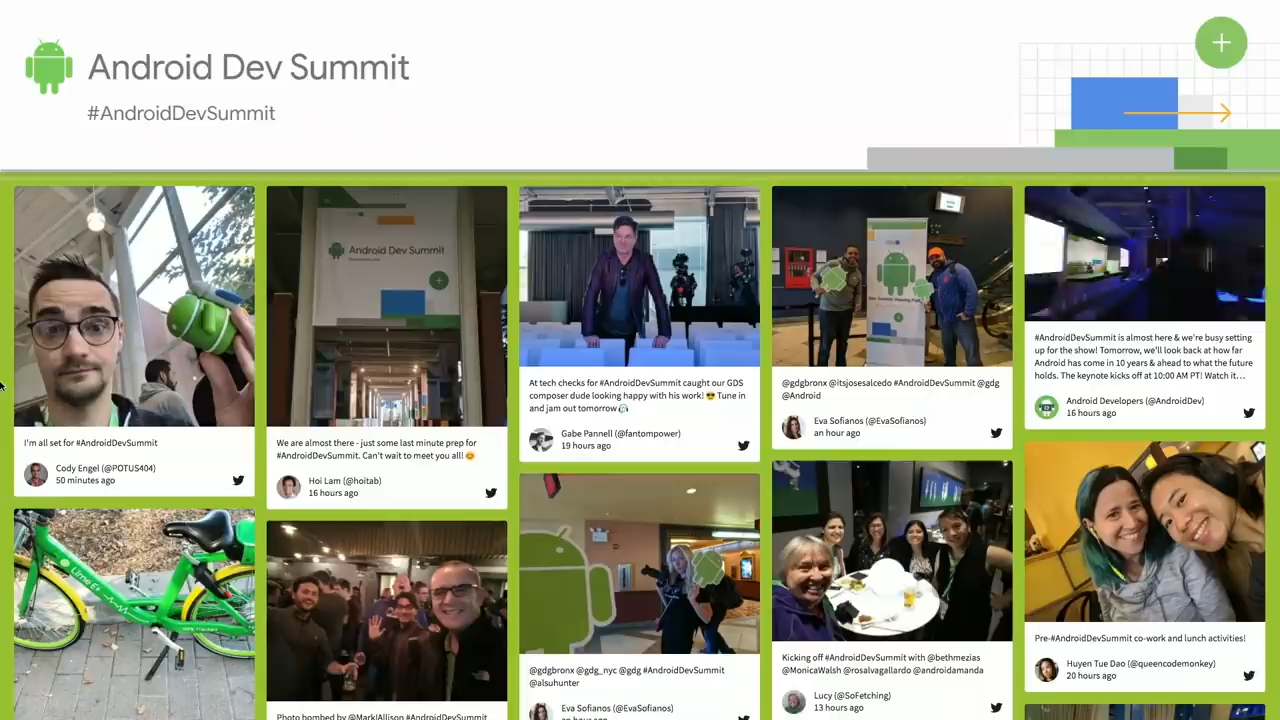 Android Dev Summit
#AndroidDevSummit
I'm all set for #AndroidDevSummit
Cody Engel (@POTUS404)
50 minutes ago
Lime
Android Dev Summit
We are almost there - just some last minute prep for
#AndroidDevSummit. Can't wait to meet you all!😊
Hoi Lam (@hoitab)
16 hours ago
Photo bombed by @MarkIAllison #AndroidDevSummit
At tech checks for #AndroidDevSummit caught our GDS
composer dude looking happy with his work! 😎 Tune in
and jam out tomorrow🎧
Gabe Pannell (@fantompower)
19 hours ago
@gdgbronx @gdg_nyc @gdg #AndroidDevSummit
@alsuhunter
Eva Sofianos (@EvaSofianos)
an hour ago
@gdgbronx @itsjosesalcedo #AndroidDevSummit @gdg
@Android
Eva Sofianos (@EvaSofianos)
an hour ago
Kicking off #AndroidDevSummit with @bethmezias
@MonicaWalsh @rosalvagallardo @androidamanda
Lucy (@SoFetching)
13 hours ago
#AndroidDevSummit is almost here & we're busy setting
up for the show! Tomorrow, we'll look back at how far
Android has come in 10 years & ahead to what the future
holds. The keynote kicks off at 10:00 AM PT! Watch it…
Android Developers (@AndroidDev)
16 hours ago
Pre-#AndroidDevSummit co-work and lunch activities!
Huyen Tue Dao (@queencodemonkey)
20 hours ago